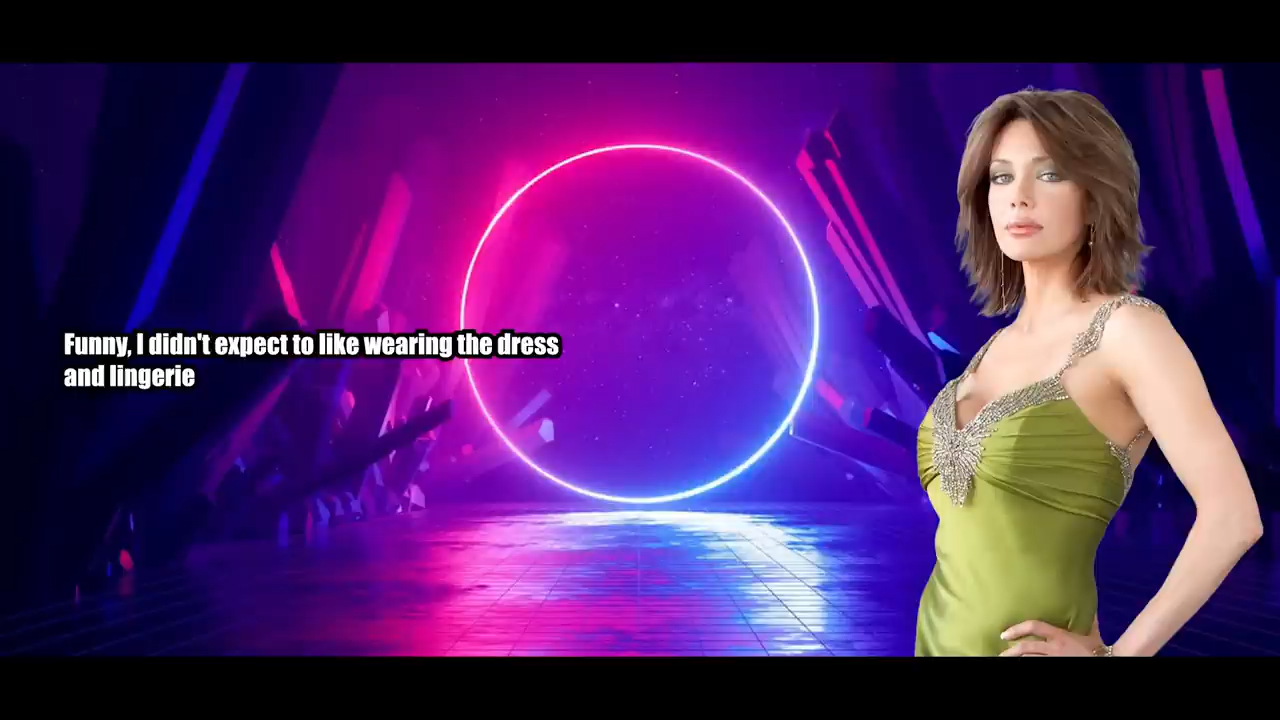 Funny, I didn't expect to like wearing the dress
and lingerie